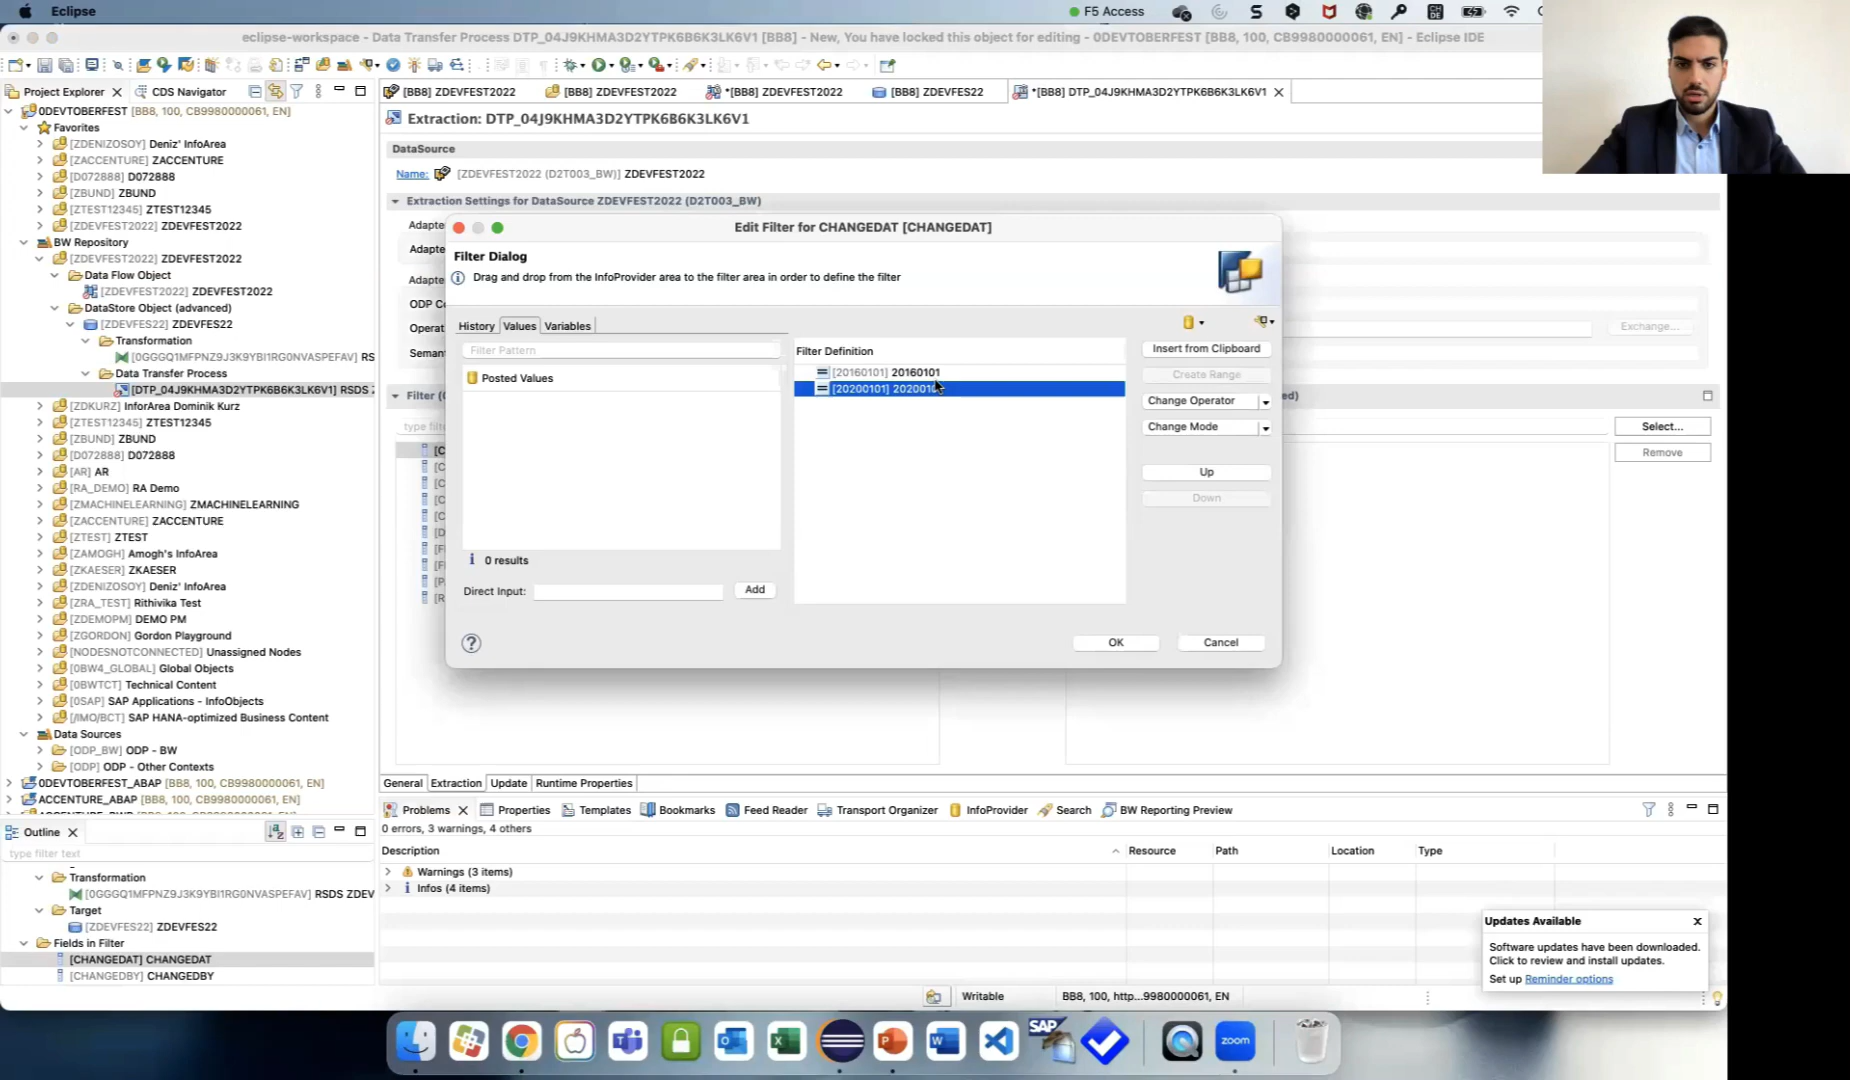 Eclipse
F5 Access
eclipse-workspace - Data Transfer Process DTP_04J9KHMA3D2YTPK6B6K3LK6V1 [BB8] - New, You have locked this object for editing - 0DEVTOBERFEST [BB8, 100, CB9980000061, EN] - Eclipse IDE
Project Explorer
CDS Navigator
[BB8] ZDEVFEST2022
[BB8] ZDEVFEST2022
*[BB8] ZDEVFEST2022
[BB8] ZDEVFES22
*[BB8] DTP_04J9KHMA3D2YTPK6B6K3LK6V1
0DEVTOBERFEST [BB8, 100, CB9980000061, EN]
Favorites
[ZDENIZOSOY] Deniz' InfoArea
[ZACCENTURE] ZACCENTURE
[D072888] D072888
[ZBUND] ZBUND
[ZTEST12345] ZTEST12345
[ZDEVFEST2022] ZDEVFEST2022
BW Repository
[ZDEVFEST2022] ZDEVFEST2022
Data Flow Object
[ZDEVFEST2022] ZDEVFEST2022
DataStore Object (advanced)
[ZDEVFES22] ZDEVFES22
Transformation
[0GGGQ1MFPNZ9J3K9YBI1RG0NVASPEFAV] RS
Data Transfer Process
[DTP_04J9KHMA3D2YTPK6B6K3LK6V1] RSDS Z
[ZDKURZ] InforArea Dominik Kurz
[ZTEST12345] ZTEST12345
[ZBUND] ZBUND
[D072888] D072888
[AR] AR
[RA_DEMO] RA Demo
[ZMACHINELEARNING] ZMACHINELEARNING
[ZACCENTURE] ZACCENTURE
[ZTEST] ZTEST
[ZAMOGH] Amogh's InfoArea
[ZKAESER] ZKAESER
[ZDENIZOSOY] Deniz' InfoArea
[ZRA_TEST] Rithivika Test
[ZDEMOPM] DEMO PM
[ZGORDON] Gordon Playground
[NODESNOTCONNECTED] Unassigned Nodes
[0BW4_GLOBAL] Global Objects
[0BWTCT] Technical Content
[0SAP] SAP Applications - InfoObjects
[/IMO/BCT] SAP HANA-optimized Business Content
Data Sources
[ODP_BW] ODP - BW
[ODP] ODP - Other Contexts
0DEVTOBERFEST_ABAP [BB8, 100, CB9980000061, EN]
ACCENTURE_ABAP [BB8, 100, CB9980000061, EN]
Outline
type filter text
Transformation
[0GGGQ1MFPNZ9J3K9YBI1RG0NVASPEFAV] RSDS ZDEV
Target
[ZDEVFES22] ZDEVFES22
Fields in Filter
[CHANGEDAT] CHANGEDAT
[CHANGEDBY] CHANGEDBY
Extraction: DTP_04J9KHMA3D2YTPK6B6K3LK6V1
DataSource
Name: [ZDEVFEST2022 (D2T003_BW)] ZDEVFEST2022
Extraction Settings for DataSource ZDEVFEST2022 (D2T003_BW)
Adapte
Adapte
Adapte
ODP Ce
Operat
Semant
Exchange...
Filter (
ed)
type filt
Select...
Remove
Edit Filter for CHANGEDAT [CHANGEDAT]
Filter Dialog
Drag and drop from the InfoProvider area to the filter area in order to define the filter
History Values Variables
Filter Pattern
Posted Values
0 results
Direct Input:
Add
Filter Definition
[20160101] 20160101
[20200101]
Insert from Clipboard
Create Range
Change Operator
Change Mode
Up
Down
OK
Cancel
General Extraction Update Runtime Properties
Problems Properties Templates Bookmarks Feed Reader Transport Organizer InfoProvider Search BW Reporting Preview
0 errors, 3 warnings, 4 others
Description Resource Path Location Type
Warnings (3 items)
Infos (4 items)
Updates Available
Software updates have been downloaded.
Click to review and install updates.
Set up Reminder options
Writable
BB8, 100, http...9980000061, EN
SAP
zoom